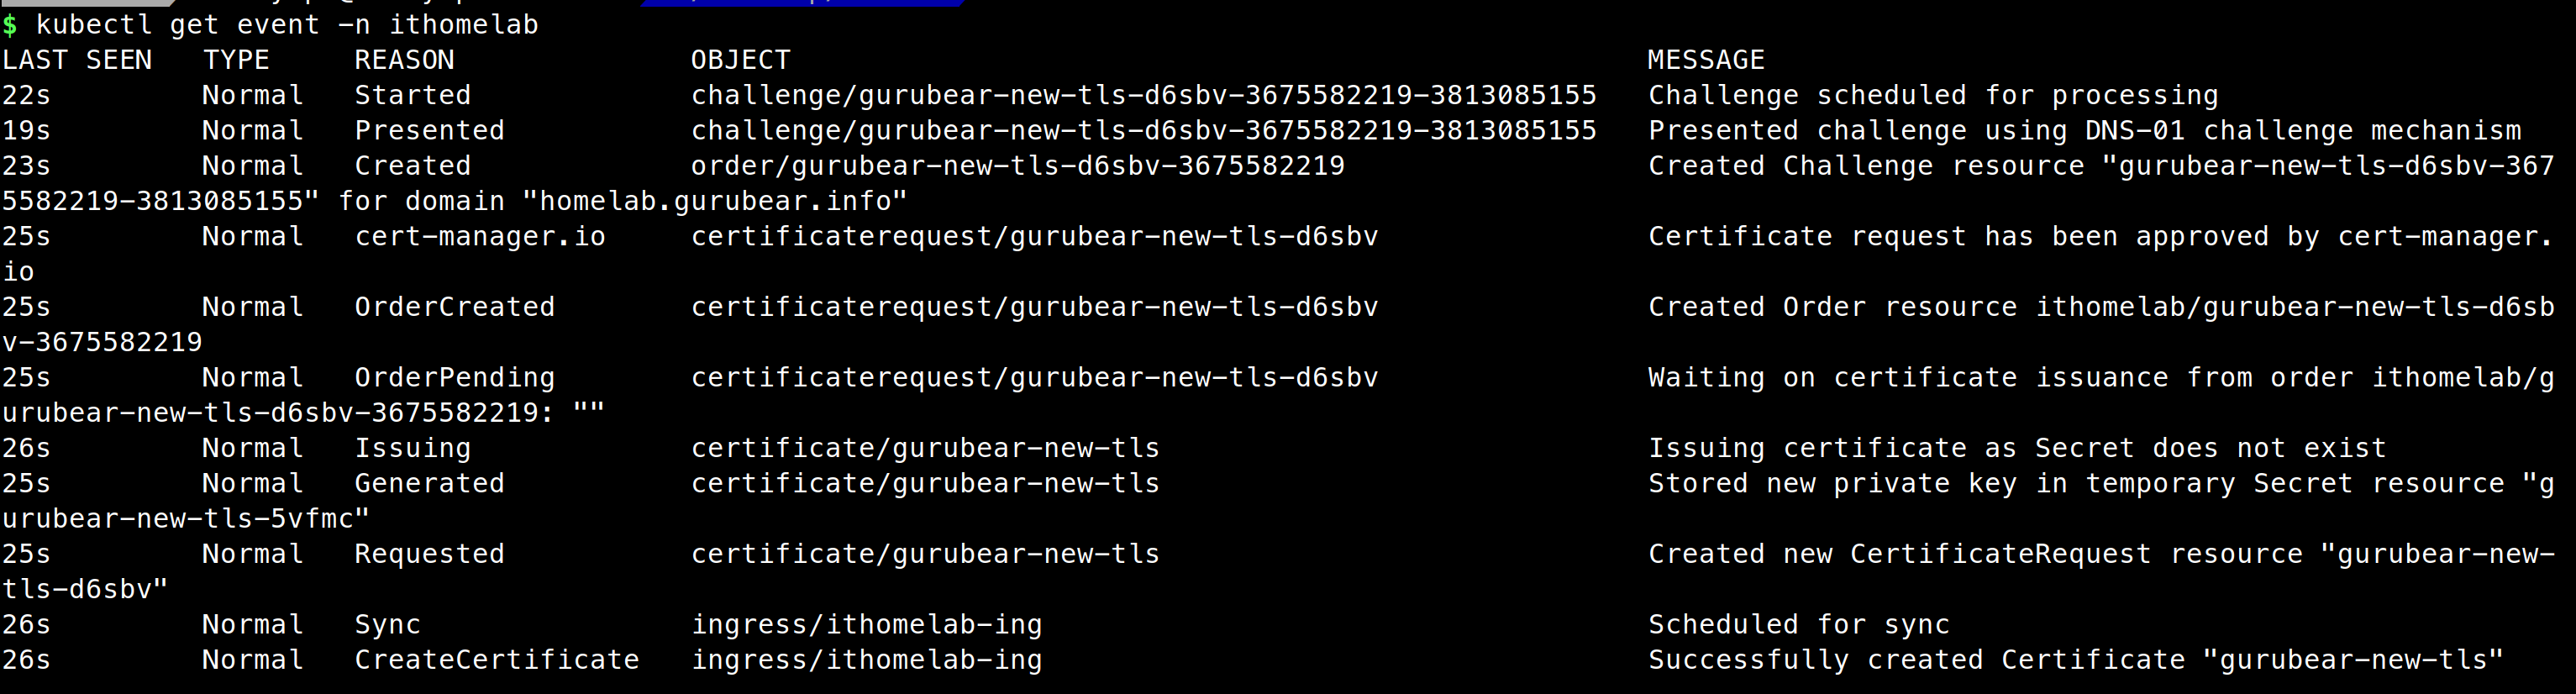 $ kubectl get event -n ithomelab
LAST SEEN   TYPE     REASON              OBJECT                                                   MESSAGE
22s         Normal   Started             challenge/gurubear-new-tls-d6sbv-3675582219-3813085155   Challenge scheduled for processing
19s         Normal   Presented           challenge/gurubear-new-tls-d6sbv-3675582219-3813085155   Presented challenge using DNS-01 challenge mechanism
23s         Normal   Created             order/gurubear-new-tls-d6sbv-3675582219                  Created Challenge resource "gurubear-new-tls-d6sbv-367
5582219-3813085155" for domain "homelab.gurubear.info"
25s         Normal   cert-manager.io     certificaterequest/gurubear-new-tls-d6sbv                Certificate request has been approved by cert-manager.
io
25s         Normal   OrderCreated        certificaterequest/gurubear-new-tls-d6sbv                Created Order resource ithomelab/gurubear-new-tls-d6sb
v-3675582219
25s         Normal   OrderPending        certificaterequest/gurubear-new-tls-d6sbv                Waiting on certificate issuance from order ithomelab/g
urubear-new-tls-d6sbv-3675582219: ""
26s         Normal   Issuing             certificate/gurubear-new-tls                             Issuing certificate as Secret does not exist
25s         Normal   Generated           certificate/gurubear-new-tls                             Stored new private key in temporary Secret resource "g
urubear-new-tls-5vfmc"
25s         Normal   Requested           certificate/gurubear-new-tls                             Created new CertificateRequest resource "gurubear-new-
tls-d6sbv"
26s         Normal   Sync                ingress/ithomelab-ing                                    Scheduled for sync
26s         Normal   CreateCertificate   ingress/ithomelab-ing                                    Successfully created Certificate "gurubear-new-tls"